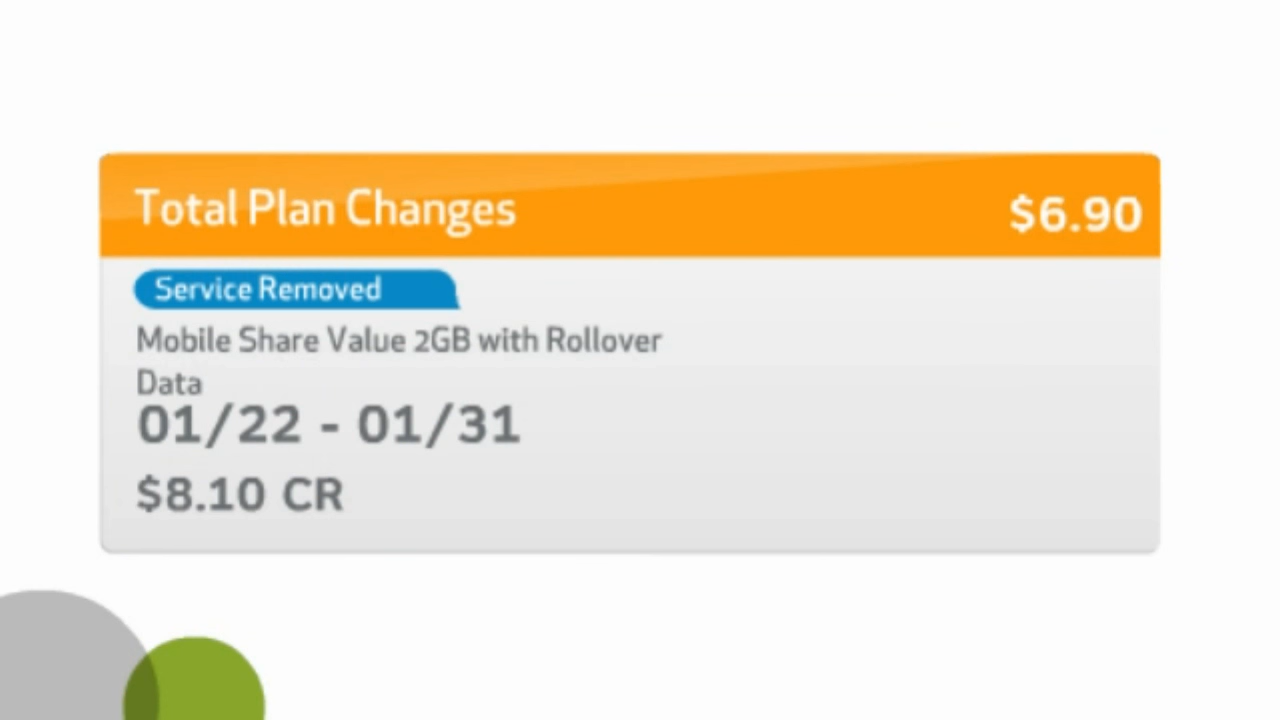 Total Plan Changes $6.90
Service Removed
Mobile Share Value 2GB with Rollover
Data
01/22 - 01/31
$8.10 CR